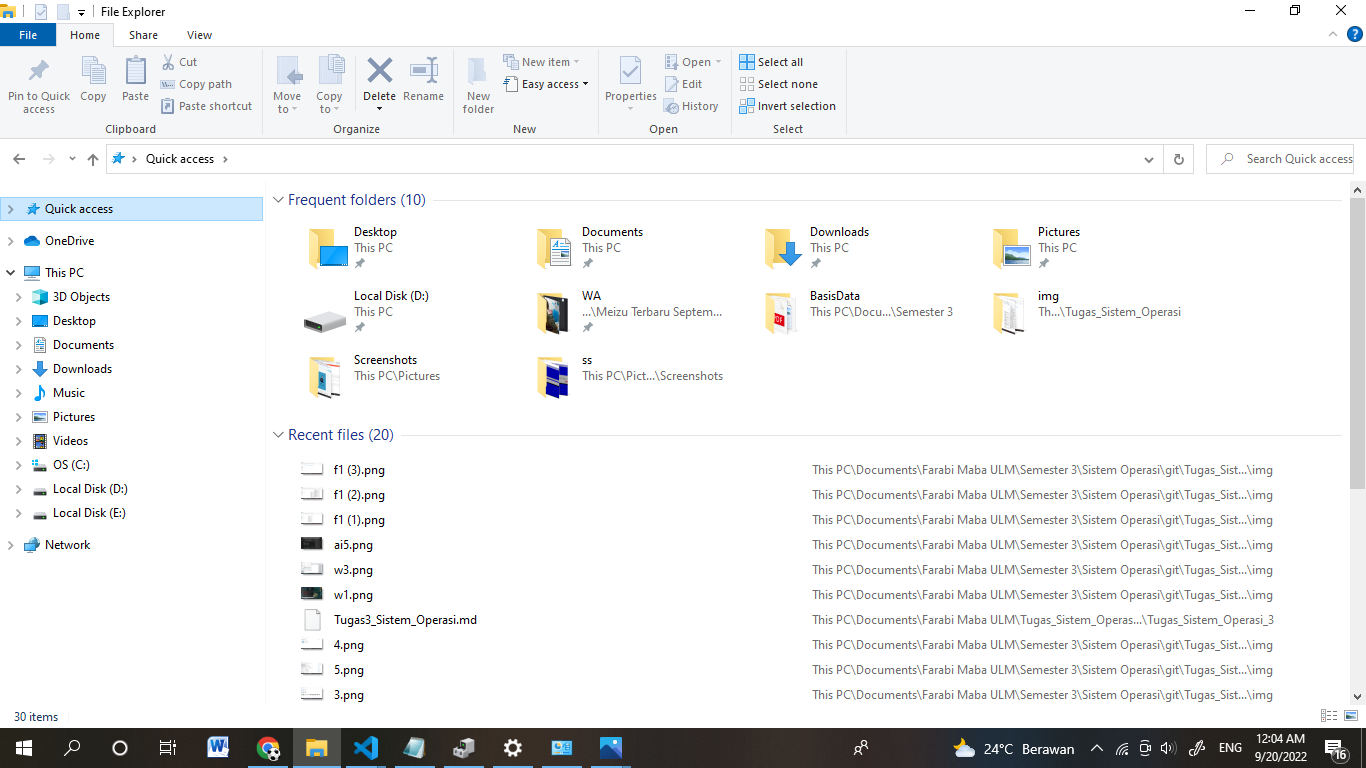 File Explorer
File Home Share View
Pin to Quick access
Copy
Paste
Cut
Copy path
Paste shortcut
Clipboard
Move to
Copy to
Delete
Rename
Organize
New folder
New item
Easy access
New
Properties
Open
Edit
History
Open
Select all
Select none
Invert selection
Select
Quick access
Search Quick access
Quick access
OneDrive
This PC
3D Objects
Desktop
Documents
Downloads
Music
Pictures
Videos
OS (C:)
Local Disk (D:)
Local Disk (E:)
Network
Frequent folders (10)
Desktop
This PC
Documents
This PC
Downloads
This PC
Pictures
This PC
Local Disk (D:)
This PC
WA
...\Meizu Terbaru Septem...
BasisData
This PC\Docu...\Semester 3
img
Th...\Tugas_Sistem_Operasi
Screenshots
This PC\Pictures
ss
This PC\Pict...\Screenshots
Recent files (20)
f1 (3).png This PC\Documents\Farabi Maba ULM\Semester 3\Sistem Operasi\git\Tugas_Sist...\img
f1 (2).png This PC\Documents\Farabi Maba ULM\Semester 3\Sistem Operasi\git\Tugas_Sist...\img
f1 (1).png This PC\Documents\Farabi Maba ULM\Semester 3\Sistem Operasi\git\Tugas_Sist...\img
ai5.png This PC\Documents\Farabi Maba ULM\Semester 3\Sistem Operasi\git\Tugas_Sist...\img
w3.png This PC\Documents\Farabi Maba ULM\Semester 3\Sistem Operasi\git\Tugas_Sist...\img
w1.png This PC\Documents\Farabi Maba ULM\Semester 3\Sistem Operasi\git\Tugas_Sist...\img
Tugas3_Sistem_Operasi.md This PC\Documents\Farabi Maba ULM\Tugas_Sistem_Operas...\Tugas_Sistem_Operasi_3
4.png This PC\Documents\Farabi Maba ULM\Semester 3\Sistem Operasi\git\Tugas_Sist...\img
5.png This PC\Documents\Farabi Maba ULM\Semester 3\Sistem Operasi\git\Tugas_Sist...\img
3.png This PC\Documents\Farabi Maba ULM\Semester 3\Sistem Operasi\git\Tugas_Sist...\img
30 items
24°C Berawan
ENG
12:04 AM
9/20/2022
16